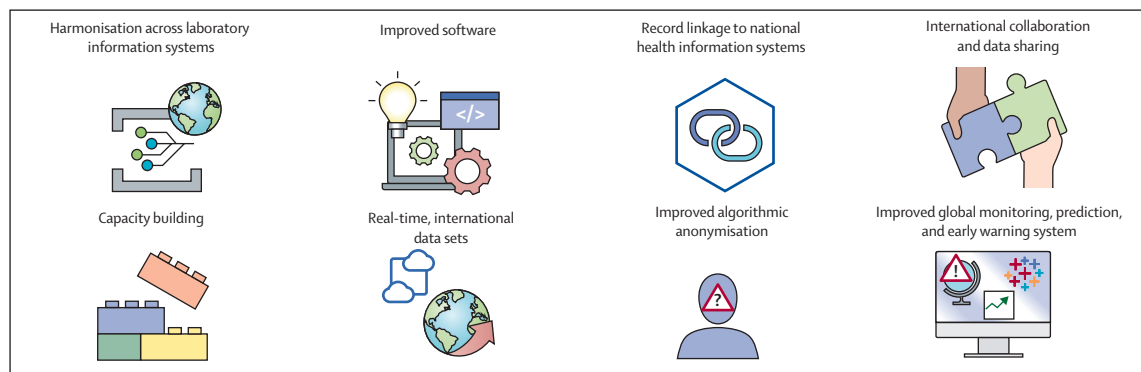 Harmonisation across laboratory
information systems
Improved software
Record linkage to national
health information systems
International collaboration
and data sharing
</>
Capacity building
Real-time, international
data sets
Improved algorithmic
anonymisation
Improved global monitoring, prediction,
and early warning system
?
!